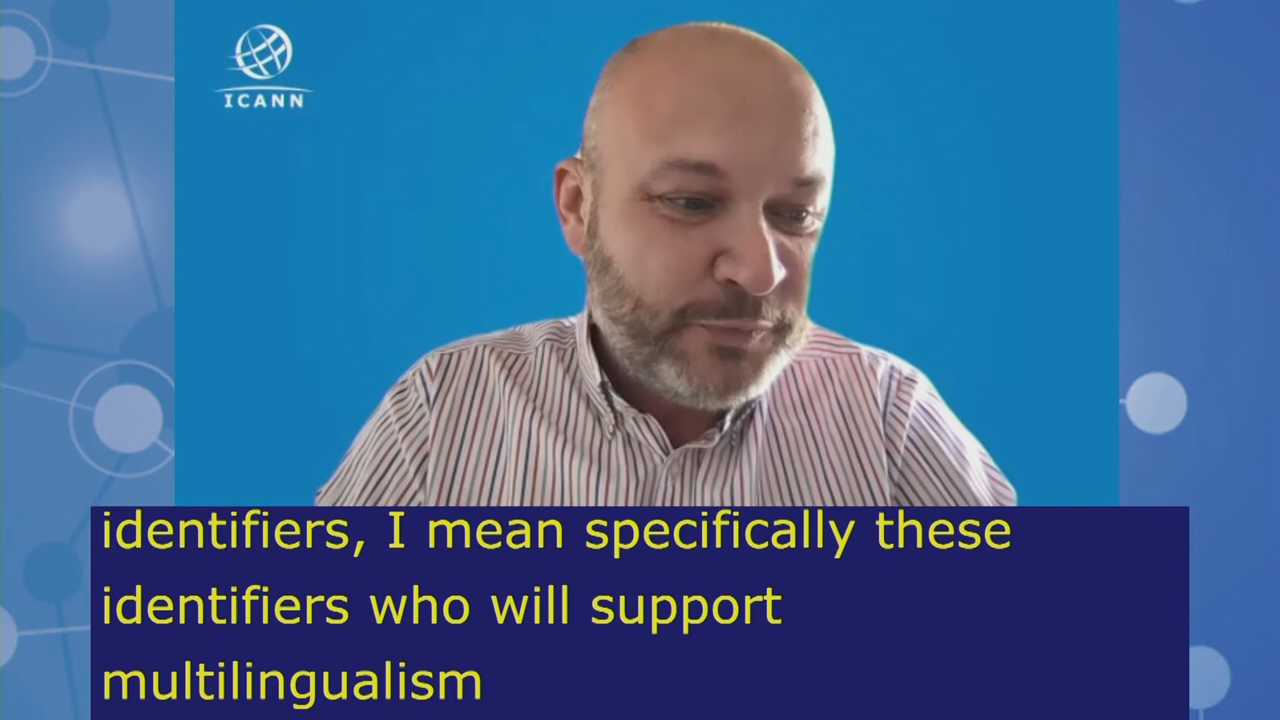 ICANN
identifiers, I mean specifically these
identifiers who will support
multilingualism